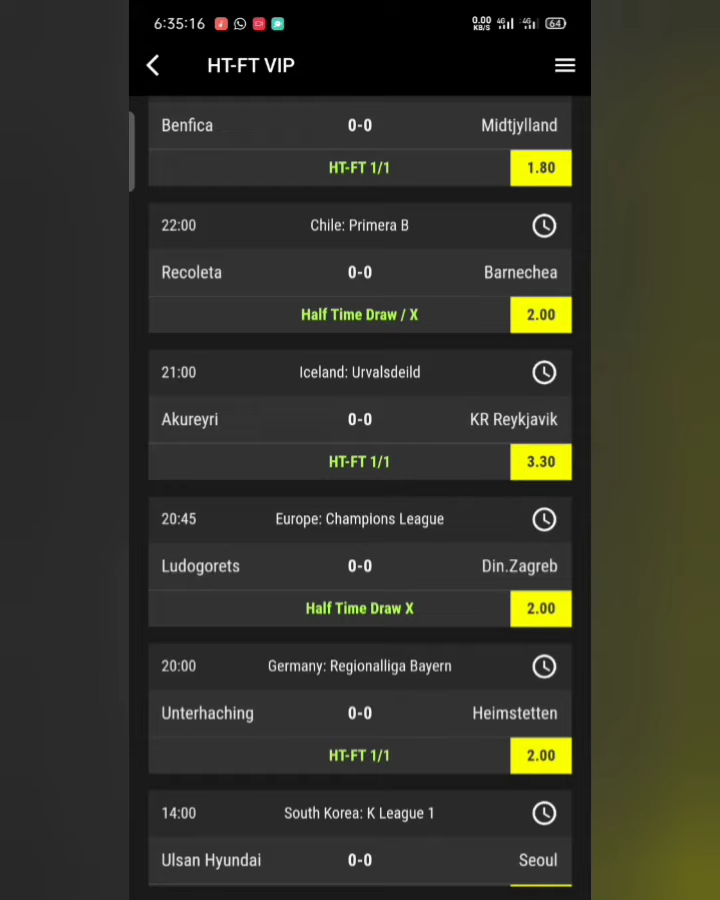 6:35:16 0.00 KB/S 4G 4G 64
HT-FT VIP
Benfica 0-0 Midtjylland
HT-FT 1/1 1.80
22:00 Chile: Primera B
Recoleta 0-0 Barnechea
Half Time Draw / X 2.00
21:00 Iceland: Urvalsdeild
Akureyri 0-0 KR Reykjavik
HT-FT 1/1 3.30
20:45 Europe: Champions League
Ludogorets 0-0 Din.Zagreb
Half Time Draw X 2.00
20:00 Germany: Regionalliga Bayern
Unterhaching 0-0 Heimstetten
HT-FT 1/1 2.00
14:00 South Korea: K League 1
Ulsan Hyundai 0-0 Seoul